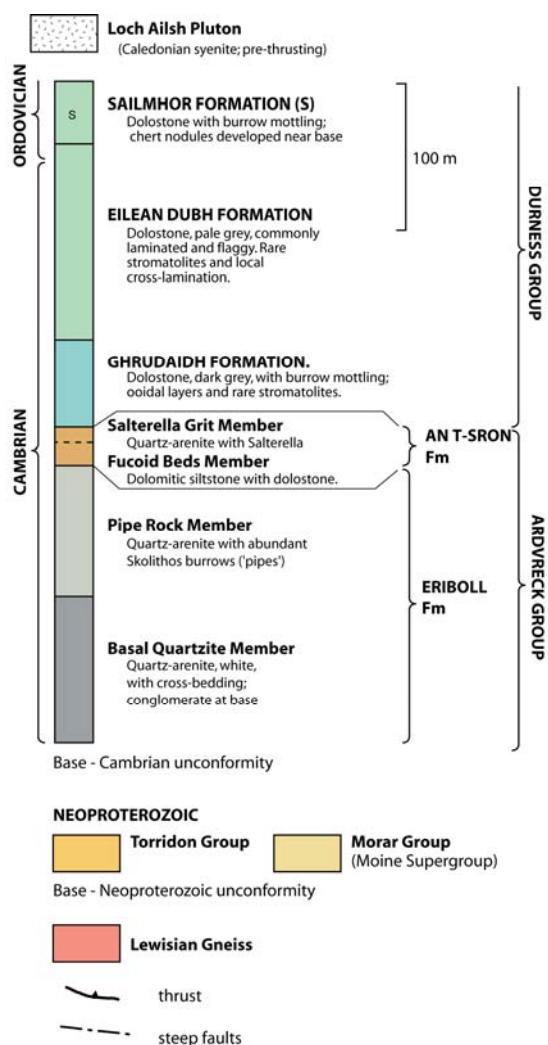 Loch Ailsh Pluton
(Caledonian syenite; pre-thrusting)
ORDOVICIAN
S
SAILMHOR FORMATION (S)
Dolostone with burrow mottling;
chert nodules developed near base
100 m
EILEAN DUBH FORMATION
Dolostone, pale grey, commonly
laminated and flaggy. Rare
stromatolites and local
cross-lamination.
DURNESS GROUP
CAMBRIAN
GHRUDAIDH FORMATION.
Dolostone, dark grey, with burrow mottling;
ooidal layers and rare stromatolites.
Salterella Grit Member
Quartz-arenite with Salterella
Fucoid Beds Member
Dolomitic siltstone with dolostone.
AN T-SRON
Fm
Pipe Rock Member
Quartz-arenite with abundant
Skolithos burrows ('pipes')
ERIBOLL
Fm
ARDVRECK GROUP
Basal Quartzite Member
Quartz-arenite, white,
with cross-bedding;
conglomerate at base
Base - Cambrian unconformity
NEOPROTEROZOIC
Torridon Group
Morar Group
(Moine Supergroup)
Base - Neoproterozoic unconformity
Lewisian Gneiss
thrust
steep faults